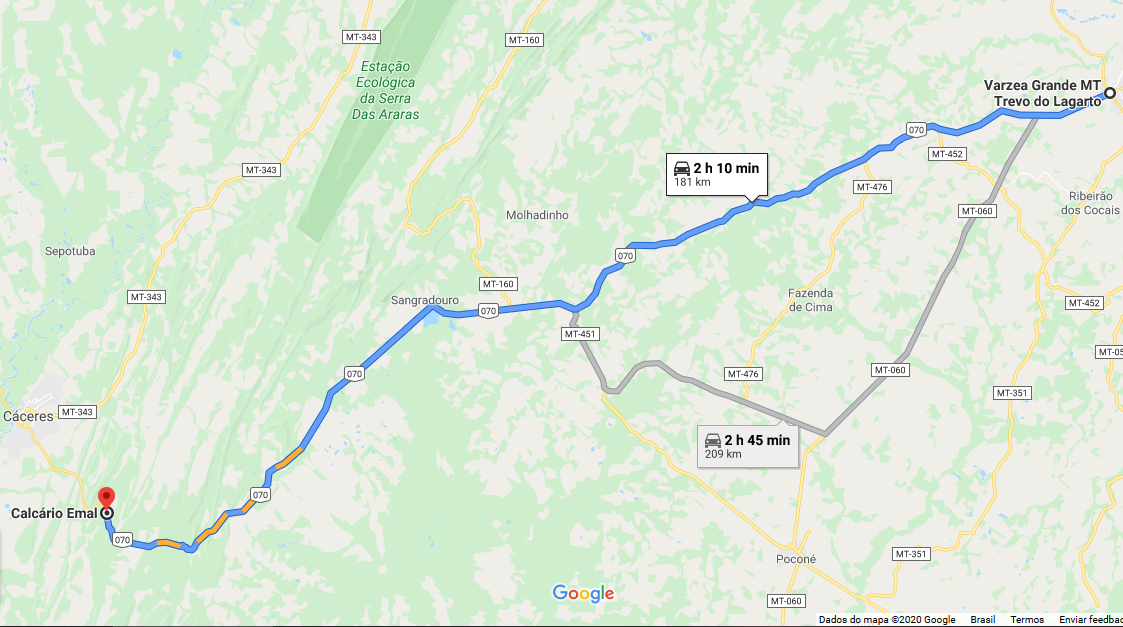 MT-343
MT-160
Estação
Ecológica
da Serra
Das Araras
Varzea Grande MT
Trevo do Lagarto
070
MT-452
2 h 10 min
181 km
MT-343
MT-476
Ribeirão
dos Cocais
MT-060
Molhadinho
Sepotuba
070
MT-160
MT-343
Sangradouro
070
Fazenda
de Cima
MT-452
MT-451
MT-05
070
MT-476
MT-060
MT-351
Cáceres
MT-343
2 h 45 min
209 km
070
Calcário Emal
070
Poconé
MT-351
Google
MT-060
Dados do mapa ©2020 Google Brasil Termos Enviar feedbac